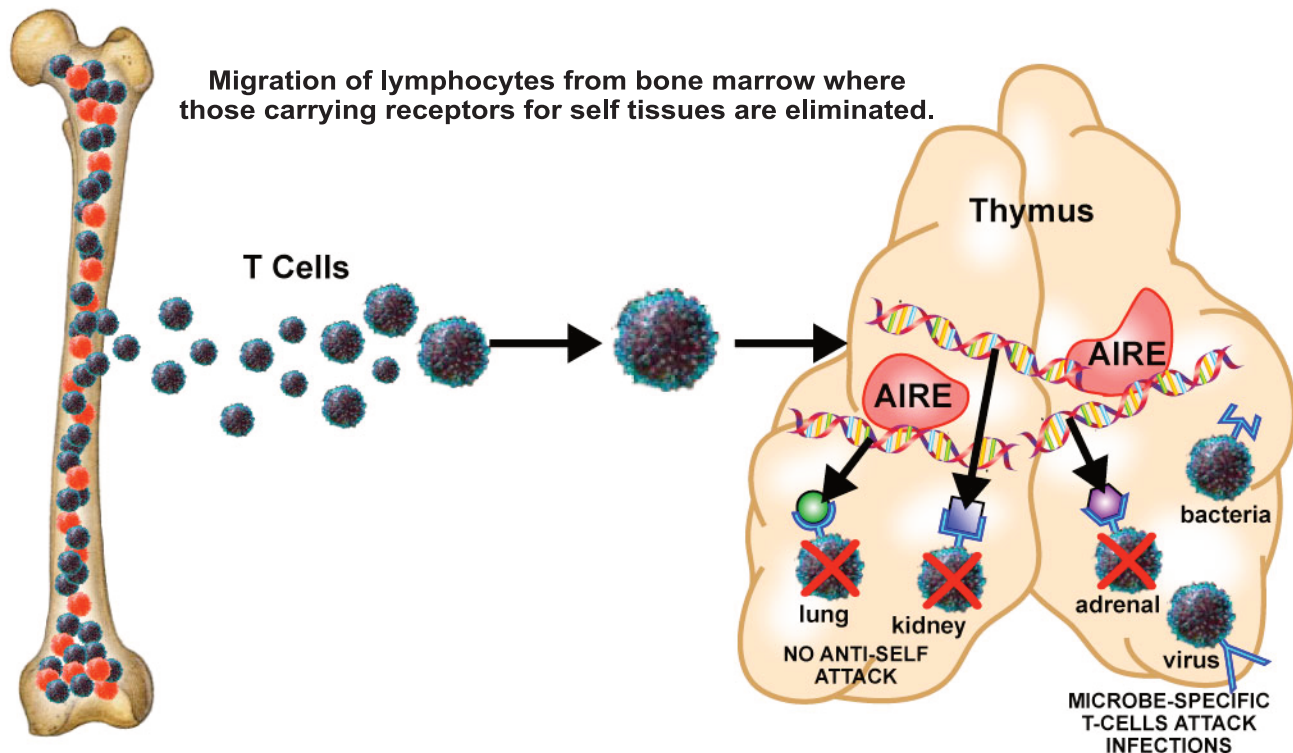 Migration of lymphocytes from bone marrow where
those carrying receptors for self tissues are eliminated.
T Cells
Thymus
AIRE
AIRE
lung
kidney
adrenal
bacteria
virus
NO ANTI-SELF
ATTACK
MICROBE-SPECIFIC
T-CELLS ATTACK
INFECTIONS